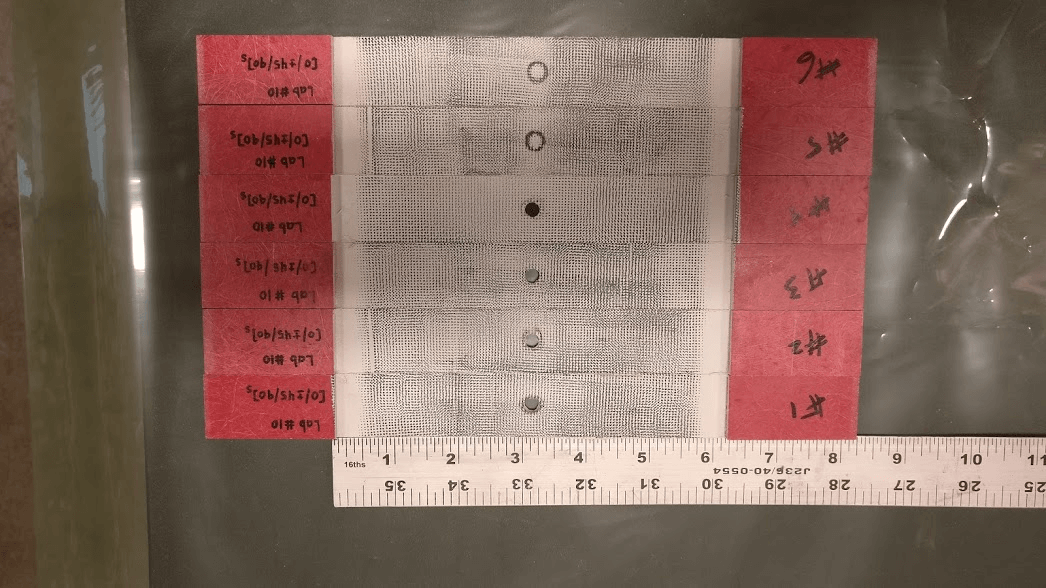 [0/±45/90]s
Lab #10
#6
[0/±45/90]s
Lab #10
#5
[0/±45/90]s
Lab #10
[0/±45/90]s
Lab #10
#3
[0/±45/90]s
Lab #10
#2
[0/±45/90]s
Lab #10
#1
16ths 1 2 3 4 5 6 7 8 9 10 11
J236/40-0554
35 34 33 32 31 30 29 28 27 26 25